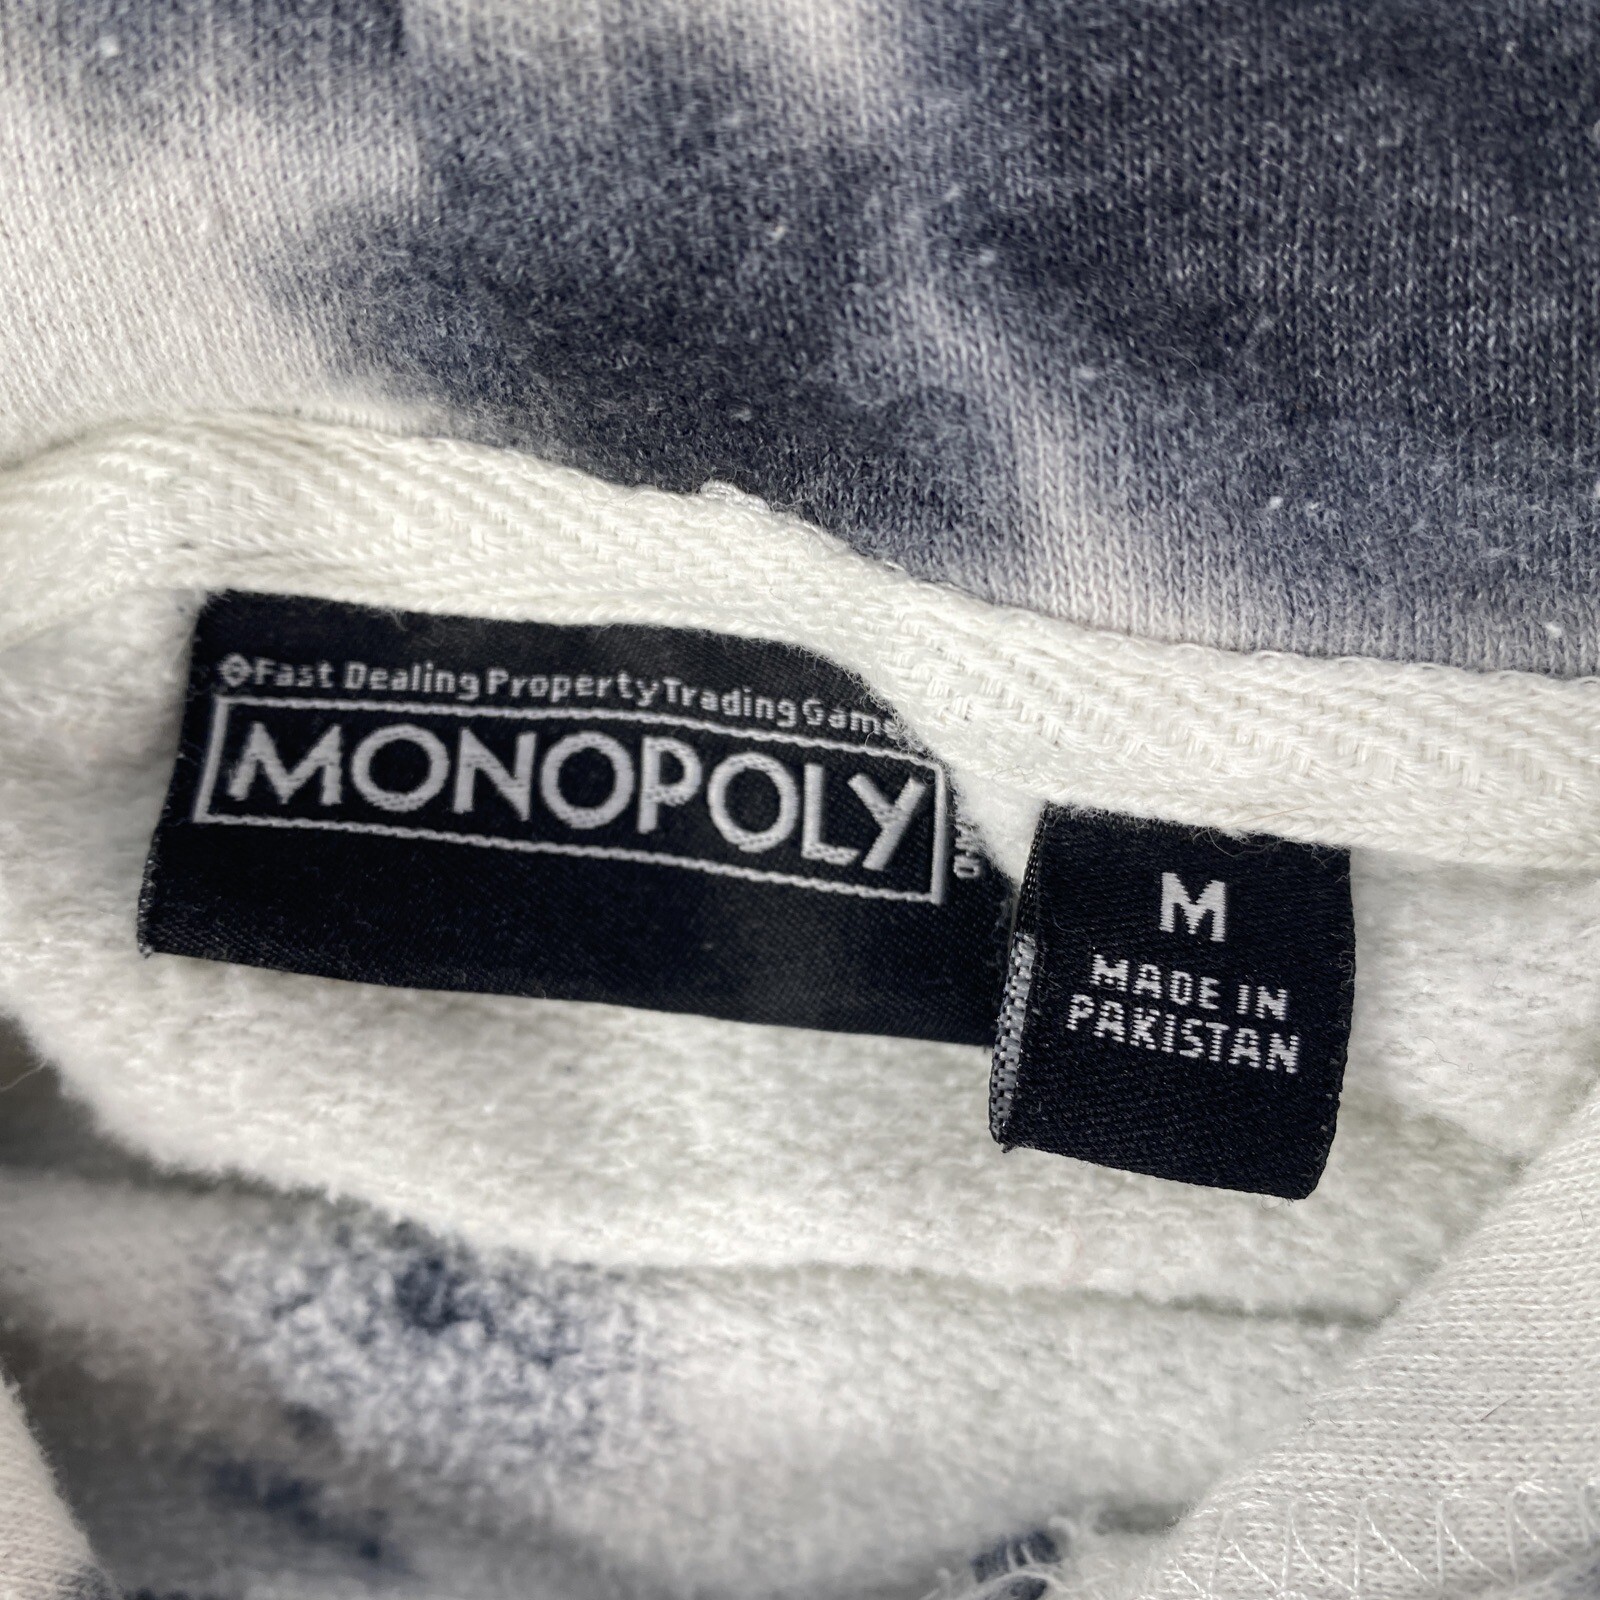 Fast Dealing Property Trading Game
MONOPOLY
M
MADE IN
PAKISTAN